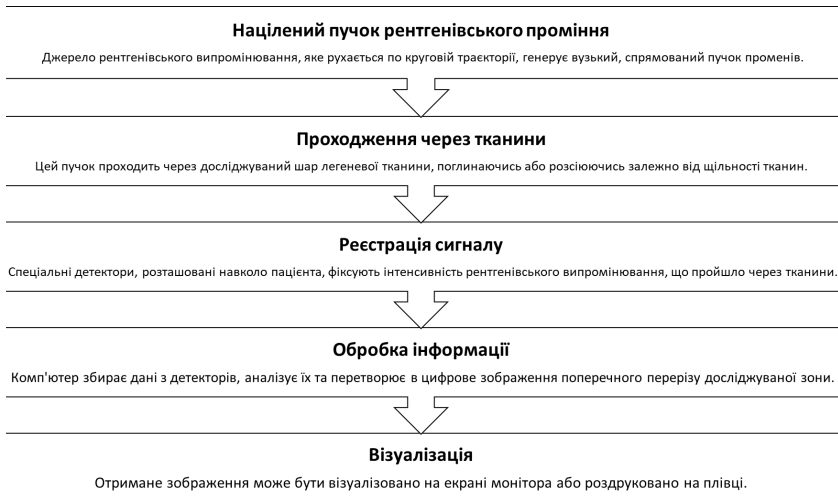 Націлений пучок рентгенівського проміння
Джерело рентгенівського випромінювання, яке рухається по круговій траєкторії, генерує вузький, спрямований пучок променів.
Проходження через тканини
Цей пучок проходить через досліджуваний шар легеневої тканини, поглинаючись або розсіюючись залежно від щільності тканин.
Реєстрація сигналу
Спеціальні детектори, розташовані навколо пацієнта, фіксують інтенсивність рентгенівського випромінювання, що пройшло через тканини.
Обробка інформації
Комп'ютер збирає дані з детекторів, аналізує їх та перетворює в цифрове зображення поперечного перерізу досліджуваної зони.
Візуалізація
Отримане зображення може бути візуалізовано на екрані монітора або роздруковано на плівці.